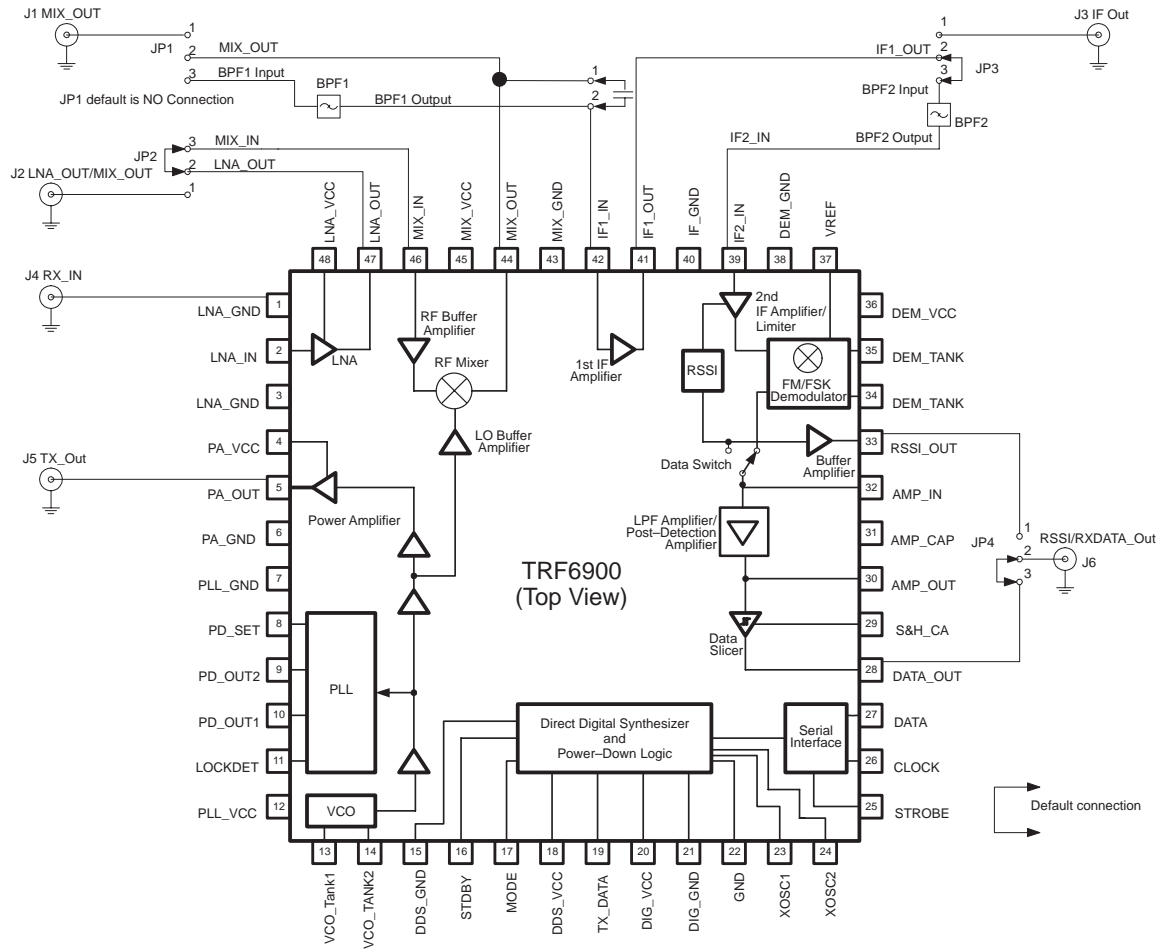 J1 MIX_OUT
1
JP1
2
MIX_OUT
3
BPF1 Input
BPF1
JP1 default is NO Connection
BPF1 Output
1
2
J3 IF Out
1
IF1_OUT
2
3
JP3
BPF2 Input
BPF2
BPF2 Output
IF2_IN
3
MIX_IN
JP2
2
LNA_OUT
J2 LNA_OUT/MIX_OUT
1
LNA_VCC
LNA_OUT
MIX_IN
MIX_VCC
MIX_OUT
MIX_GND
IF1_IN
IF1_OUT
IF_GND
IF2_IN
DEM_GND
VREF
48
47
46
45
44
43
42
41
40
39
38
37
J4 RX_IN
1
LNA_GND
2
LNA_IN
3
LNA_GND
4
PA_VCC
J5 TX_Out
5
PA_OUT
6
PA_GND
7
PLL_GND
8
PD_SET
9
PD_OUT2
10
PD_OUT1
11
LOCKDET
12
PLL_VCC
LNA
RF Buffer
Amplifier
RF Mixer
LO Buffer
Amplifier
Power Amplifier
PLL
VCO
1st IF
Amplifier
2nd
IF Amplifier/
Limiter
RSSI
FM/FSK
Demodulator
Data Switch
Buffer
Amplifier
LPF Amplifier/
Post–Detection
Amplifier
Data
Slicer
TRF6900
(Top View)
Direct Digital Synthesizer
and
Power–Down Logic
Serial
Interface
36
DEM_VCC
35
DEM_TANK
34
DEM_TANK
33
RSSI_OUT
32
AMP_IN
31
AMP_CAP
30
AMP_OUT
29
S&H_CA
28
DATA_OUT
27
DATA
26
CLOCK
25
STROBE
1
JP4
2
3
RSSI/RXDATA_Out
J6
Default connection
13
14
15
16
17
18
19
20
21
22
23
24
VCO_Tank1
VCO_TANK2
DDS_GND
STDBY
MODE
DDS_VCC
TX_DATA
DIG_VCC
DIG_GND
GND
XOSC1
XOSC2